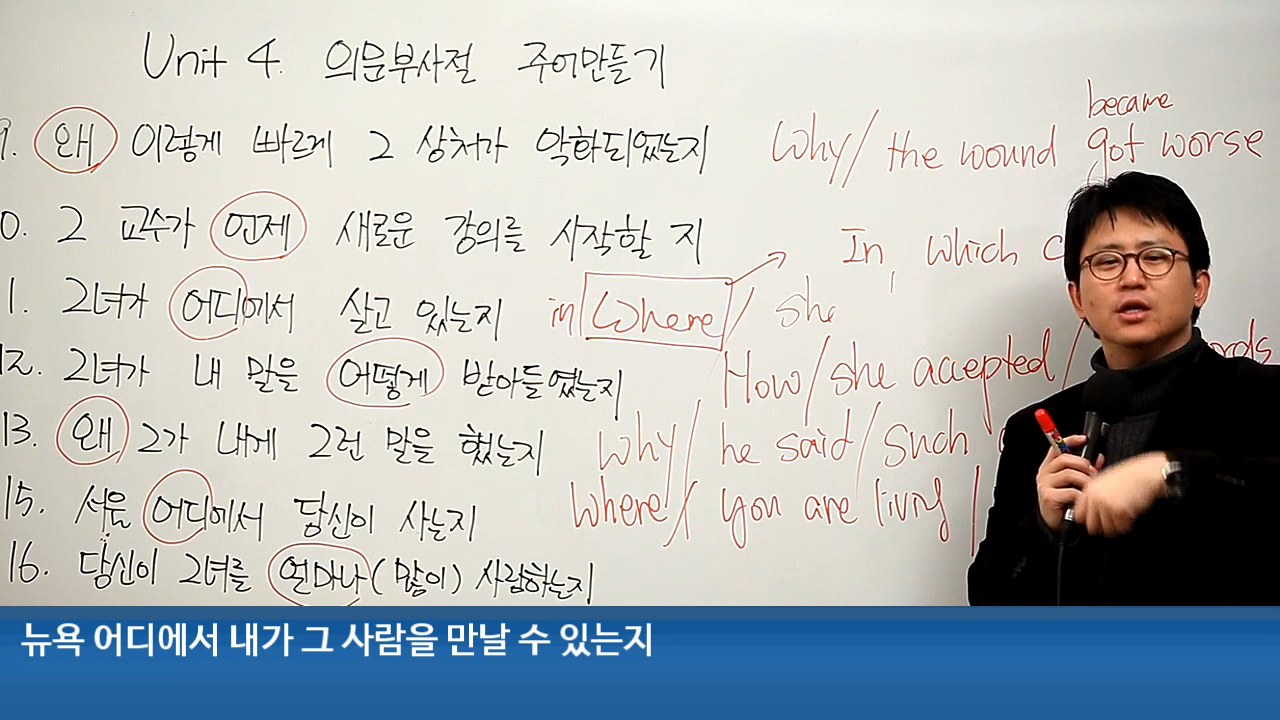 Unit 4. 의문부사절 주어만들기
9. 왜 이렇게 빠르게 그 상처가 악화되었는지 Why / the wound got worse
became
0. 그 교수가 언제 새로운 강의를 시작할 지 In which
1. 그녀가 어디에서 살고 있는지 in Where / she
12. 그녀가 내 말을 어떻게 받아들였는지 How / she accepted /
13. 왜 그가 내게 그런 말을 했는지 why / he said / such
15. 서울 어디에서 당신이 사는지 where / you are living /
16. 당신이 그녀를 얼마나 (많이) 사랑하는지
뉴욕 어디에서 내가 그 사람을 만날 수 있는지